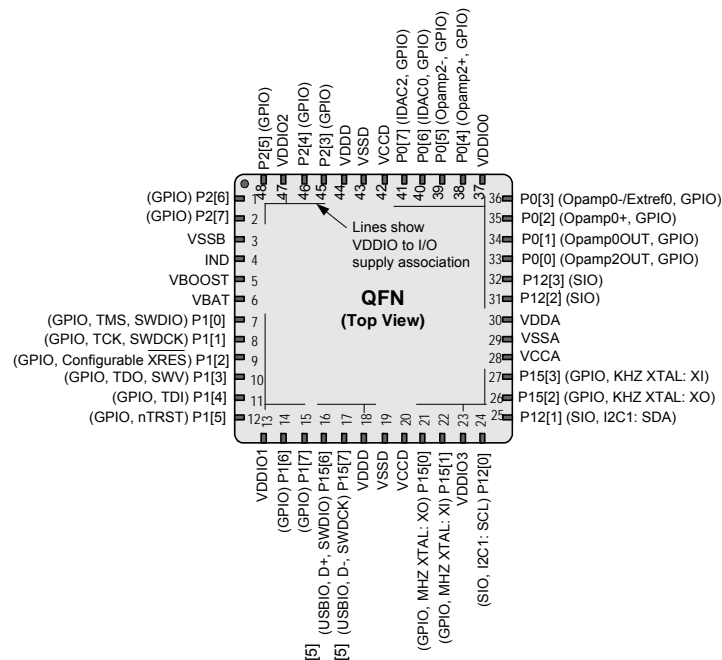 P2[5] (GPIO)
VDDIO2
P2[4] (GPIO)
P2[3] (GPIO)
VDDD
VSSD
VCCD
P0[7] (IDAC2, GPIO)
P0[6] (IDAC0, GPIO)
P0[5] (Opamp2-, GPIO)
P0[4] (Opamp2+, GPIO)
VDDIO0
48
47
46
45
44
43
42
41
40
39
38
37
(GPIO) P2[6] 1
(GPIO) P2[7] 2
VSSB 3
IND 4
VBOOST 5
VBAT 6
(GPIO, TMS, SWDIO) P1[0] 7
(GPIO, TCK, SWDCK) P1[1] 8
(GPIO, Configurable XRES) P1[2] 9
(GPIO, TDO, SWV) P1[3] 10
(GPIO, TDI) P1[4] 11
(GPIO, nTRST) P1[5] 12
Lines show
VDDIO to I/O
supply association
QFN
(Top View)
36 P0[3] (Opamp0-/Extref0, GPIO)
35 P0[2] (Opamp0+, GPIO)
34 P0[1] (Opamp0OUT, GPIO)
33 P0[0] (Opamp2OUT, GPIO)
32 P12[3] (SIO)
31 P12[2] (SIO)
30 VDDA
29 VSSA
28 VCCA
27 P15[3] (GPIO, KHZ XTAL: XI)
26 P15[2] (GPIO, KHZ XTAL: XO)
25 P12[1] (SIO, I2C1: SDA)
13
14
15
16
17
18
19
20
21
22
23
24
VDDIO1
(GPIO) P1[6]
(GPIO) P1[7]
[5] (USBIO, D+, SWDIO) P15[6]
[5] (USBIO, D-, SWDCK) P15[7]
VDDD
VSSD
VCCD
(GPIO, MHZ XTAL: XO) P15[0]
(GPIO, MHZ XTAL: XI) P15[1]
VDDIO3
(SIO, I2C1: SCL) P12[0]